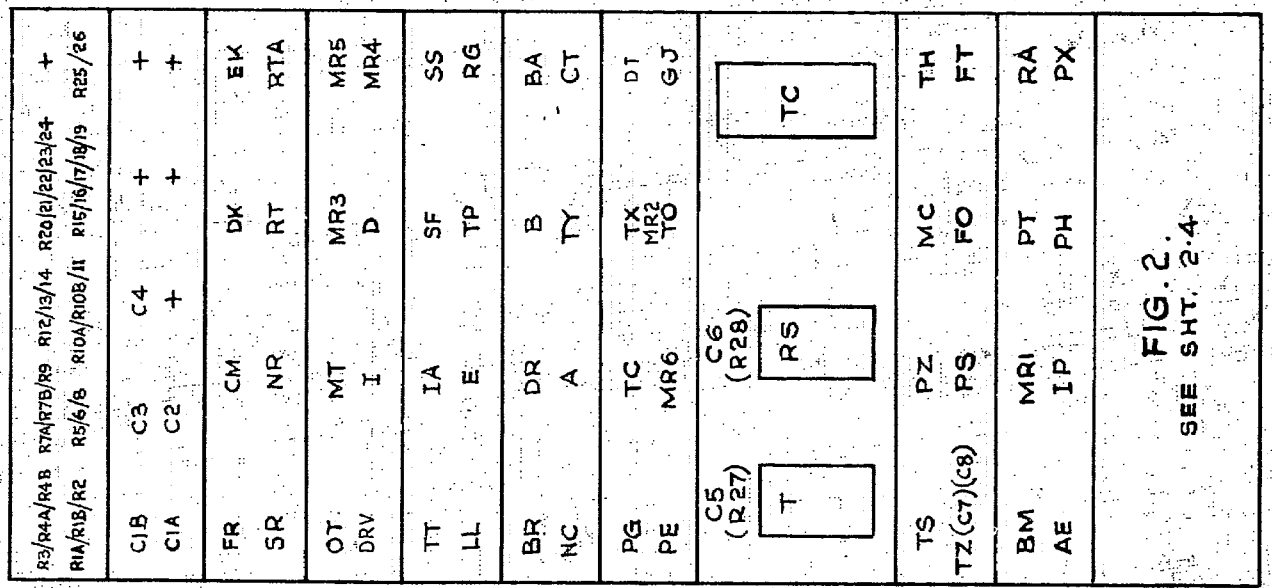 R3/R4A/R4B R7A/R7B/R9 R12/13/14 R20/21/22/23/24 +
R1A/R1B/R2 R5/6/8 R10A/R10B/11 R15/16/17/18/19 R25/26
C1B C3 C4 + +
C1A C2 + + +
FR CM DK EK
SR NR RT RTA
OT MT MR3 MR5
DRV I D MR4
TT IA SF SS
LL E TP RG
BR DR B BA
NC A TY CT
PG TC TX DT
MR2
PE MR6 TO GJ
C5 C6
(R27) (R28)
T RS TC
TS PZ MC TH
TZ(C7)(C8) PS FO FT
BM MR1 PT RA
AE IP PH PX
FIG. 2.
SEE SHT. 2.4